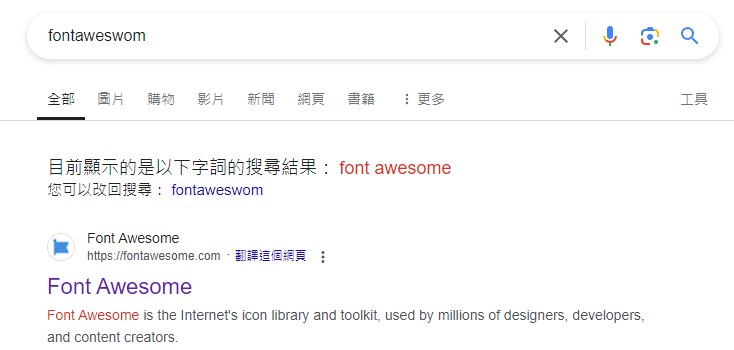 fontaweswom
全部 圖片 購物 影片 新聞 網頁 書籍 更多 工具
目前顯示的是以下字詞的搜尋結果： font awesome
您可以改回搜尋： fontaweswom
Font Awesome
https://fontawesome.com · 翻譯這個網頁
Font Awesome
Font Awesome is the Internet's icon library and toolkit, used by millions of designers, developers,
and content creators.